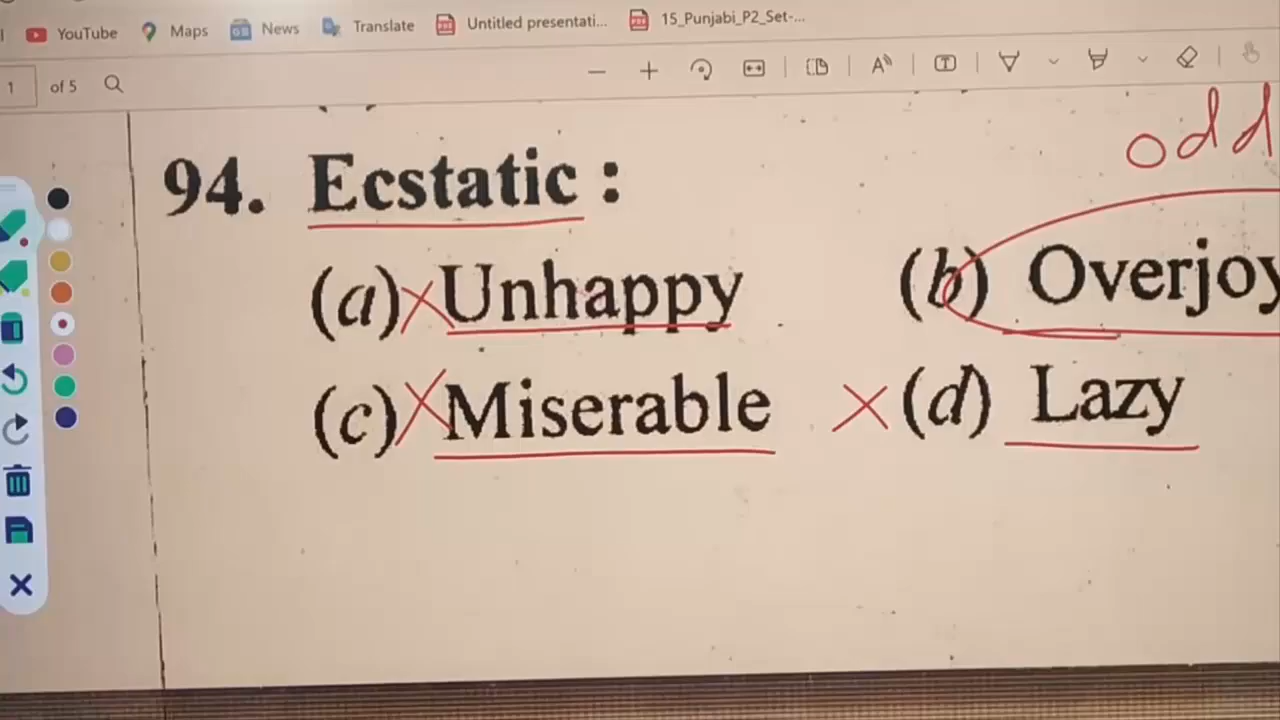 YouTube Maps News Translate Untitled presentati... 15_Punjabi_P2_Set-...
1 of 5
odd
94. Ecstatic :
(a) Unhappy (b) Overjoy
(c) Miserable (d) Lazy